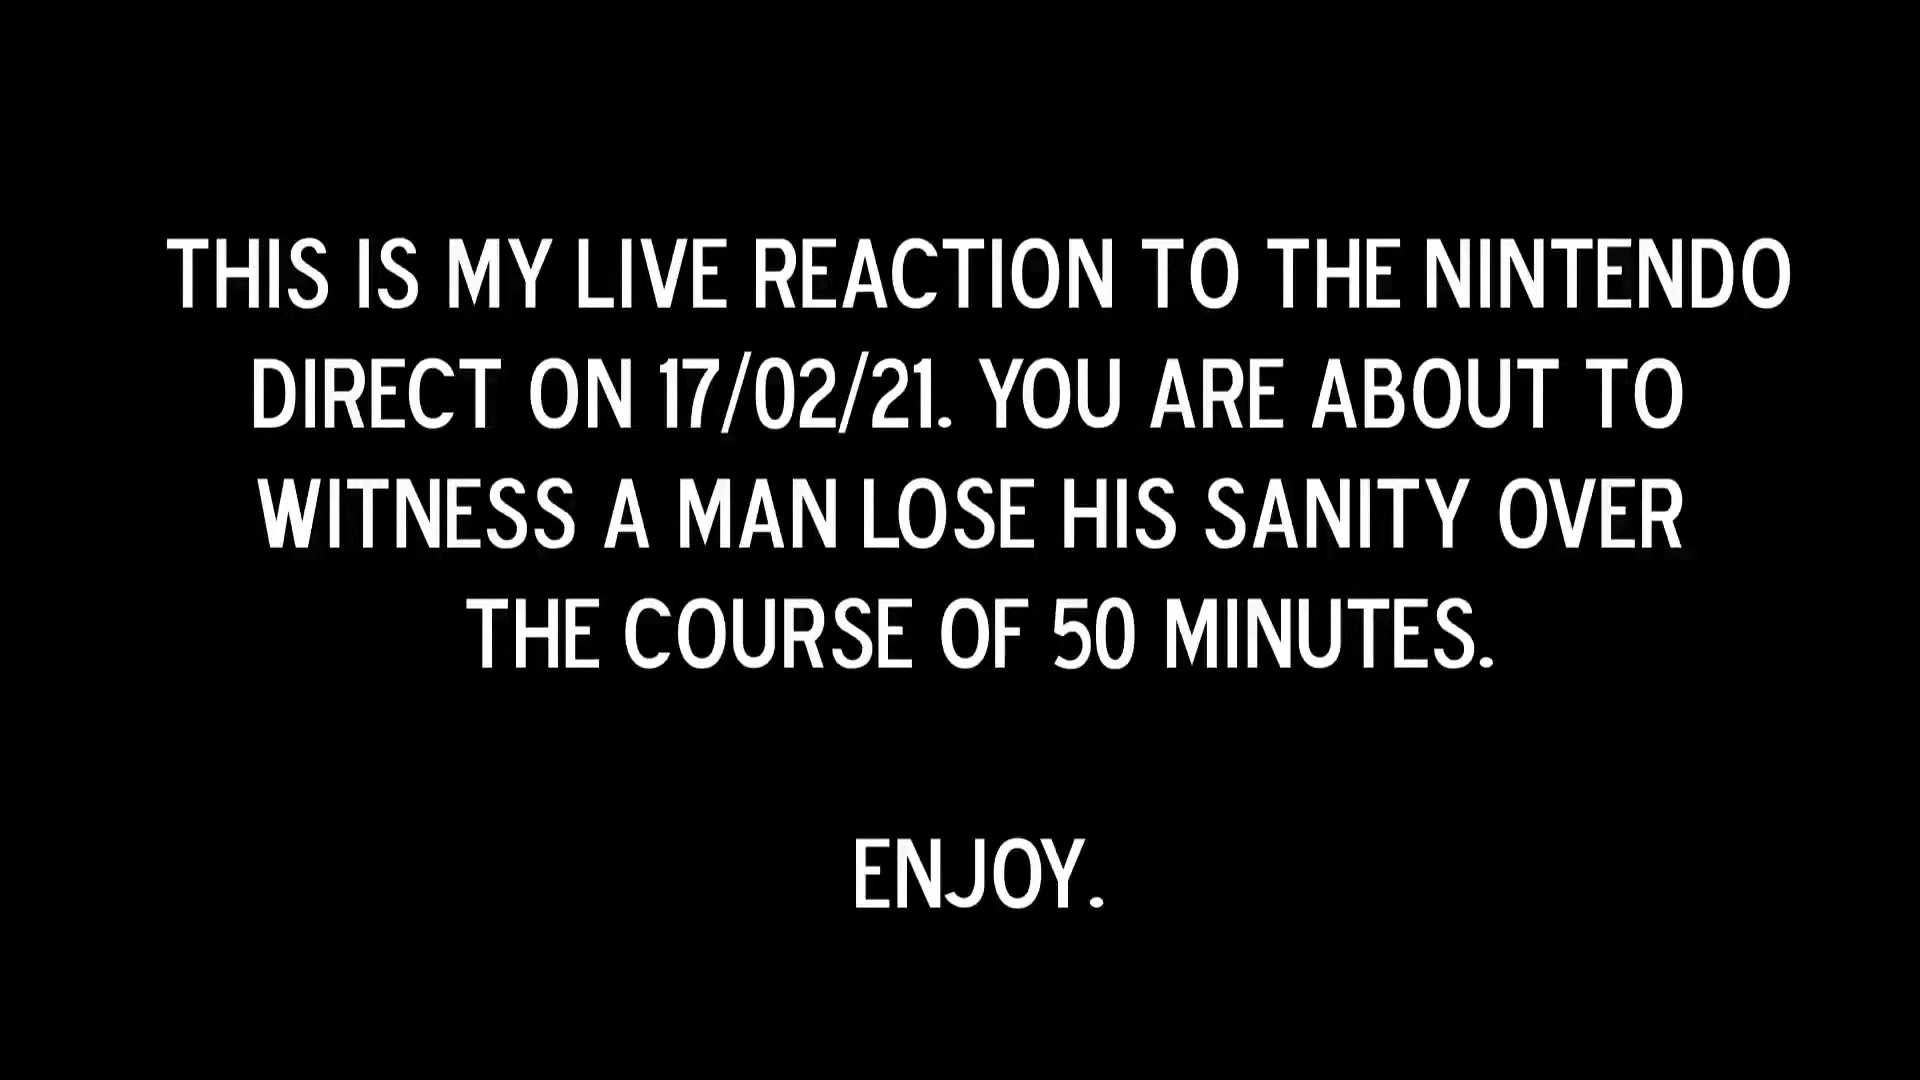 THIS IS MY LIVE REACTION TO THE NINTENDO
DIRECT ON 17/02/21. YOU ARE ABOUT TO
WITNESS A MAN LOSE HIS SANITY OVER
THE COURSE OF 50 MINUTES.
ENJOY.